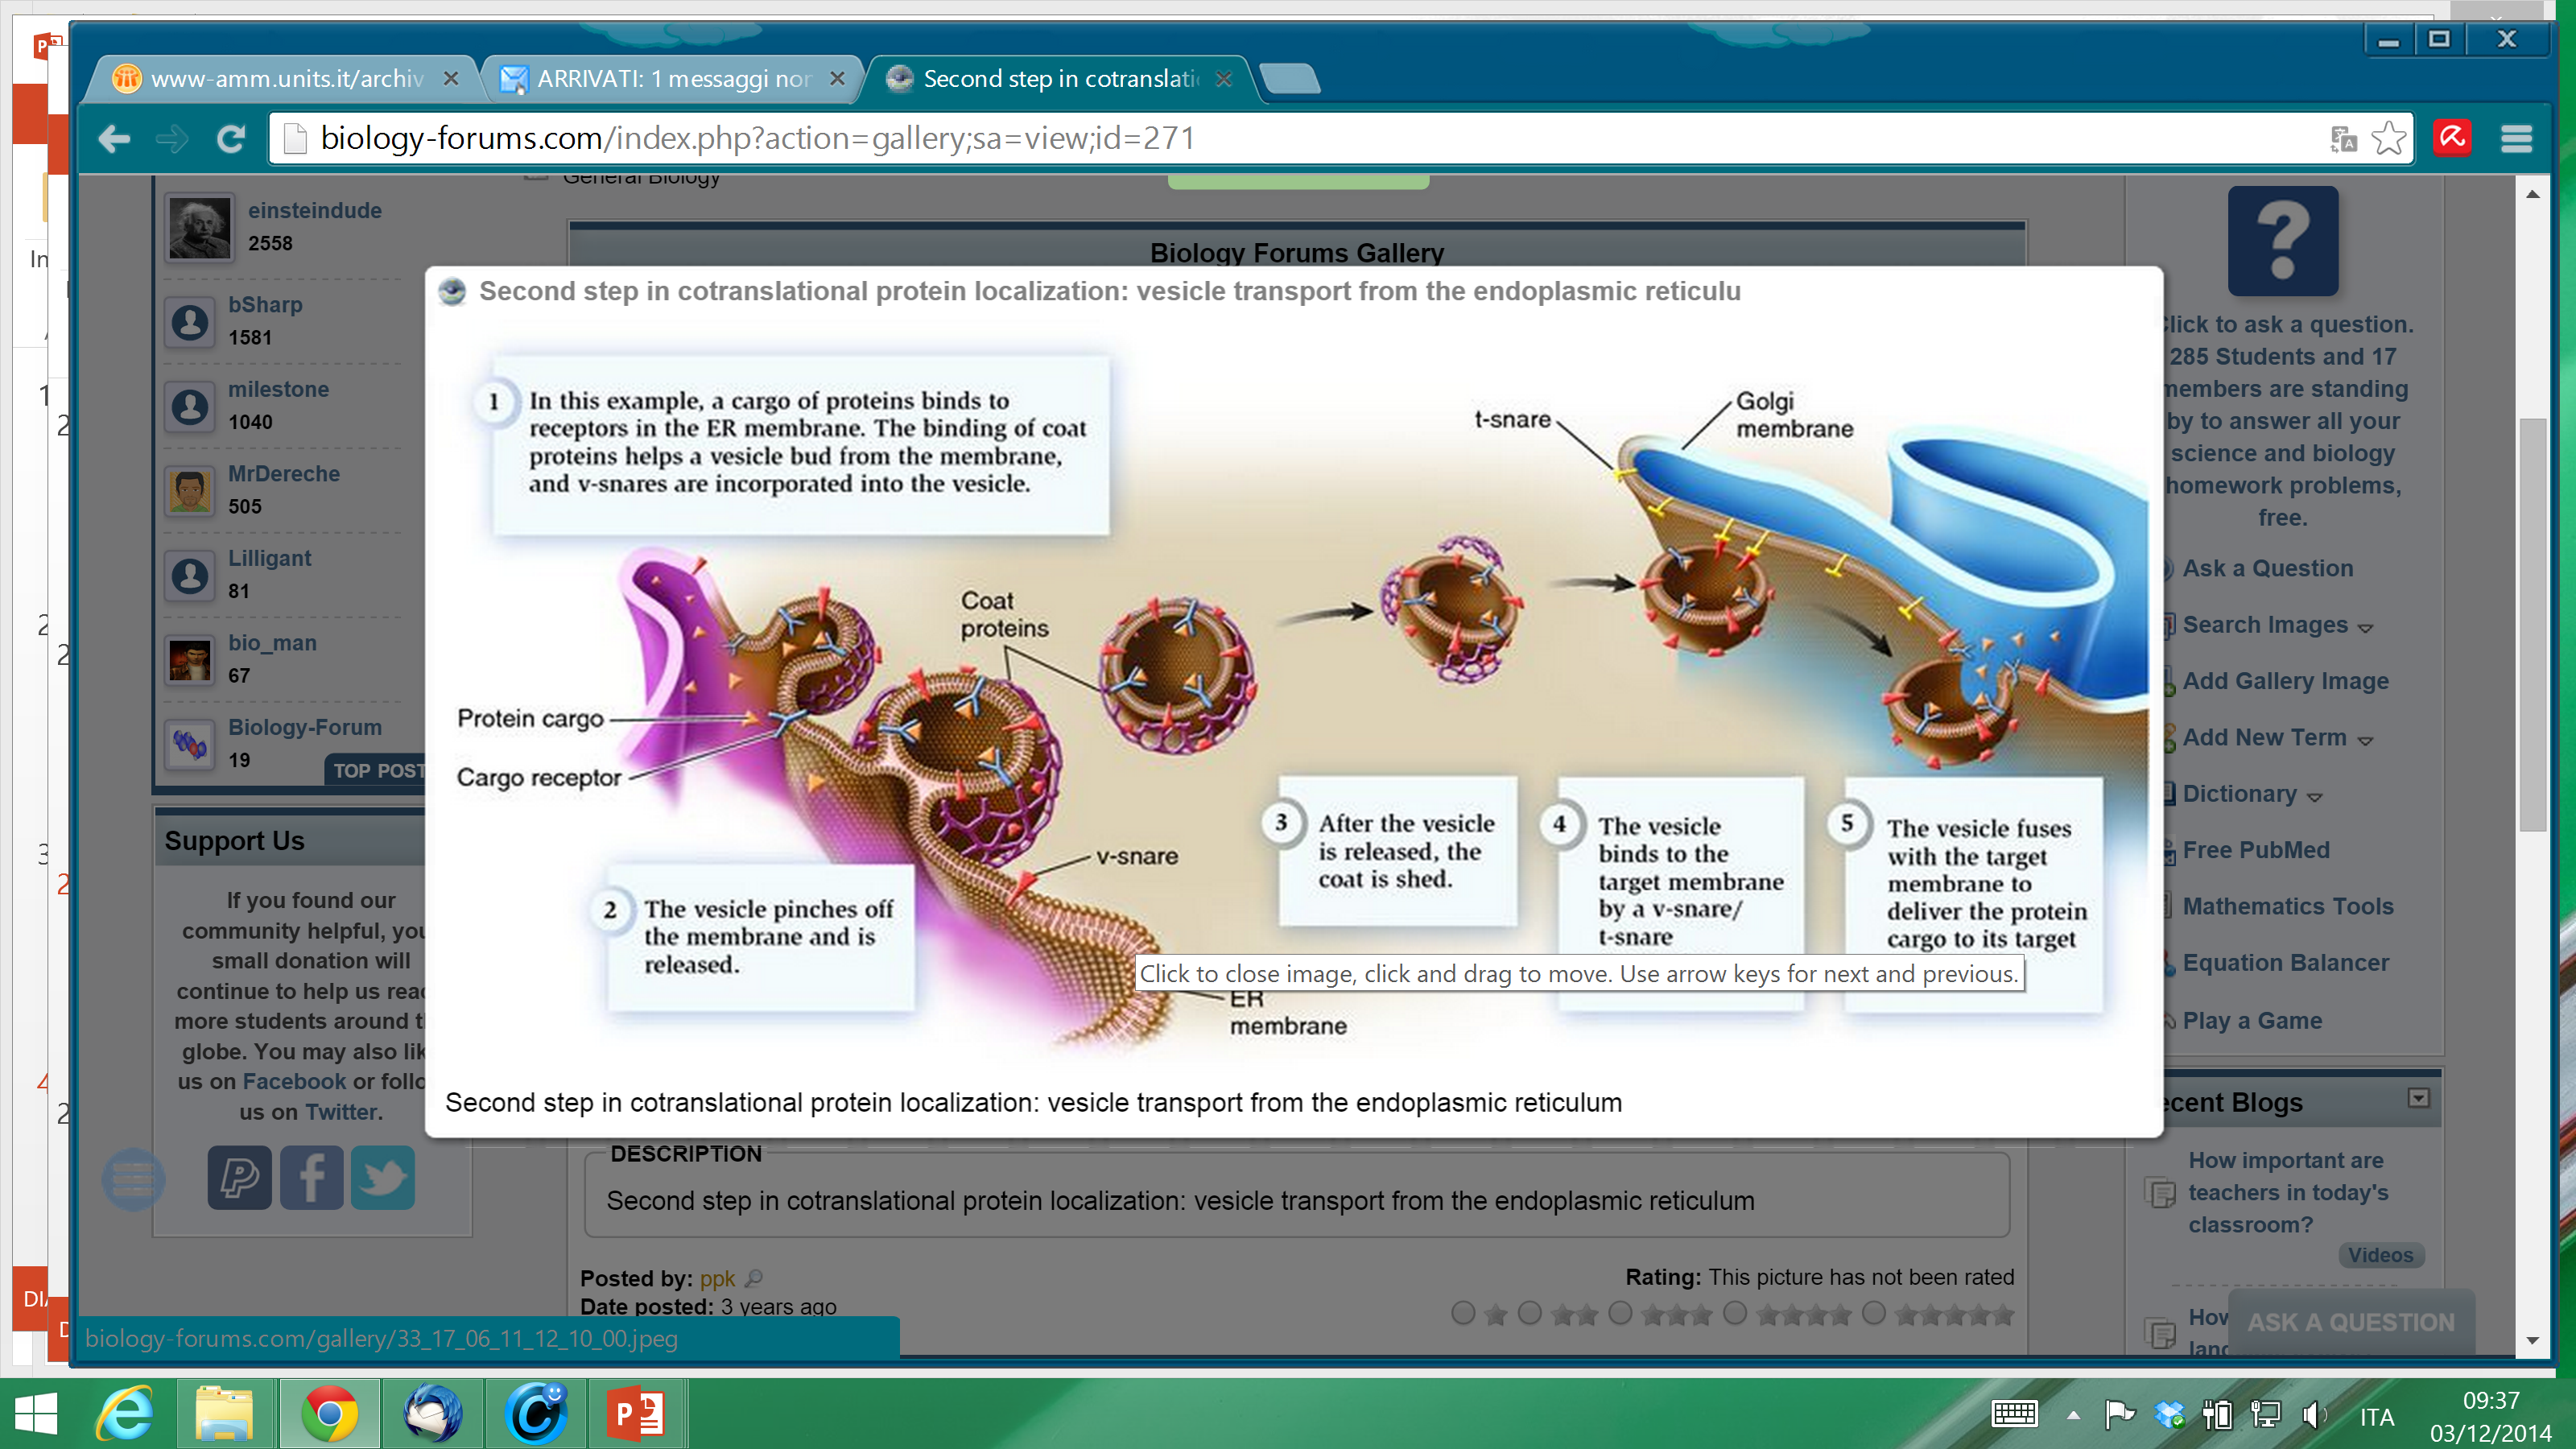 www-amm.units.it/archiv
ARRIVATI: 1 messaggi nor
Second step in cotranslati
biology-forums.com/index.php?action=gallery;sa=view;id=271
General Biology
einsteindude
2558
bSharp
1581
milestone
1040
MrDereche
505
Lilligant
81
bio_man
67
Biology-Forum
19
TOP POST
Support Us
If you found our
community helpful, you
small donation will
continue to help us reac
more students around t
globe. You may also lik
us on Facebook or follo
us on Twitter.
Biology Forums Gallery
Second step in cotranslational protein localization: vesicle transport from the endoplasmic reticulu
1 In this example, a cargo of proteins binds to
receptors in the ER membrane. The binding of coat
proteins helps a vesicle bud from the membrane,
and v-snares are incorporated into the vesicle.
t-snare
Golgi
membrane
Coat
proteins
Protein cargo
Cargo receptor
v-snare
ER
membrane
2 The vesicle pinches off
the membrane and is
released.
3 After the vesicle
is released, the
coat is shed.
4 The vesicle
binds to the
target membrane
by a v-snare/
t-snare
5 The vesicle fuses
with the target
membrane to
deliver the protein
cargo to its target
Click to close image, click and drag to move. Use arrow keys for next and previous.
Second step in cotranslational protein localization: vesicle transport from the endoplasmic reticulum
DESCRIPTION
Second step in cotranslational protein localization: vesicle transport from the endoplasmic reticulum
Posted by: ppk
Date posted: 3 years ago
Rating: This picture has not been rated
lick to ask a question.
285 Students and 17
members are standing
by to answer all your
science and biology
homework problems,
free.
Ask a Question
Search Images
Add Gallery Image
Add New Term
Dictionary
Free PubMed
Mathematics Tools
Equation Balancer
Play a Game
ecent Blogs
How important are
teachers in today's
classroom?
Videos
How
land
ASK A QUESTION
biology-forums.com/gallery/33_17_06_11_12_10_00.jpeg
ITA
09:37
03/12/2014